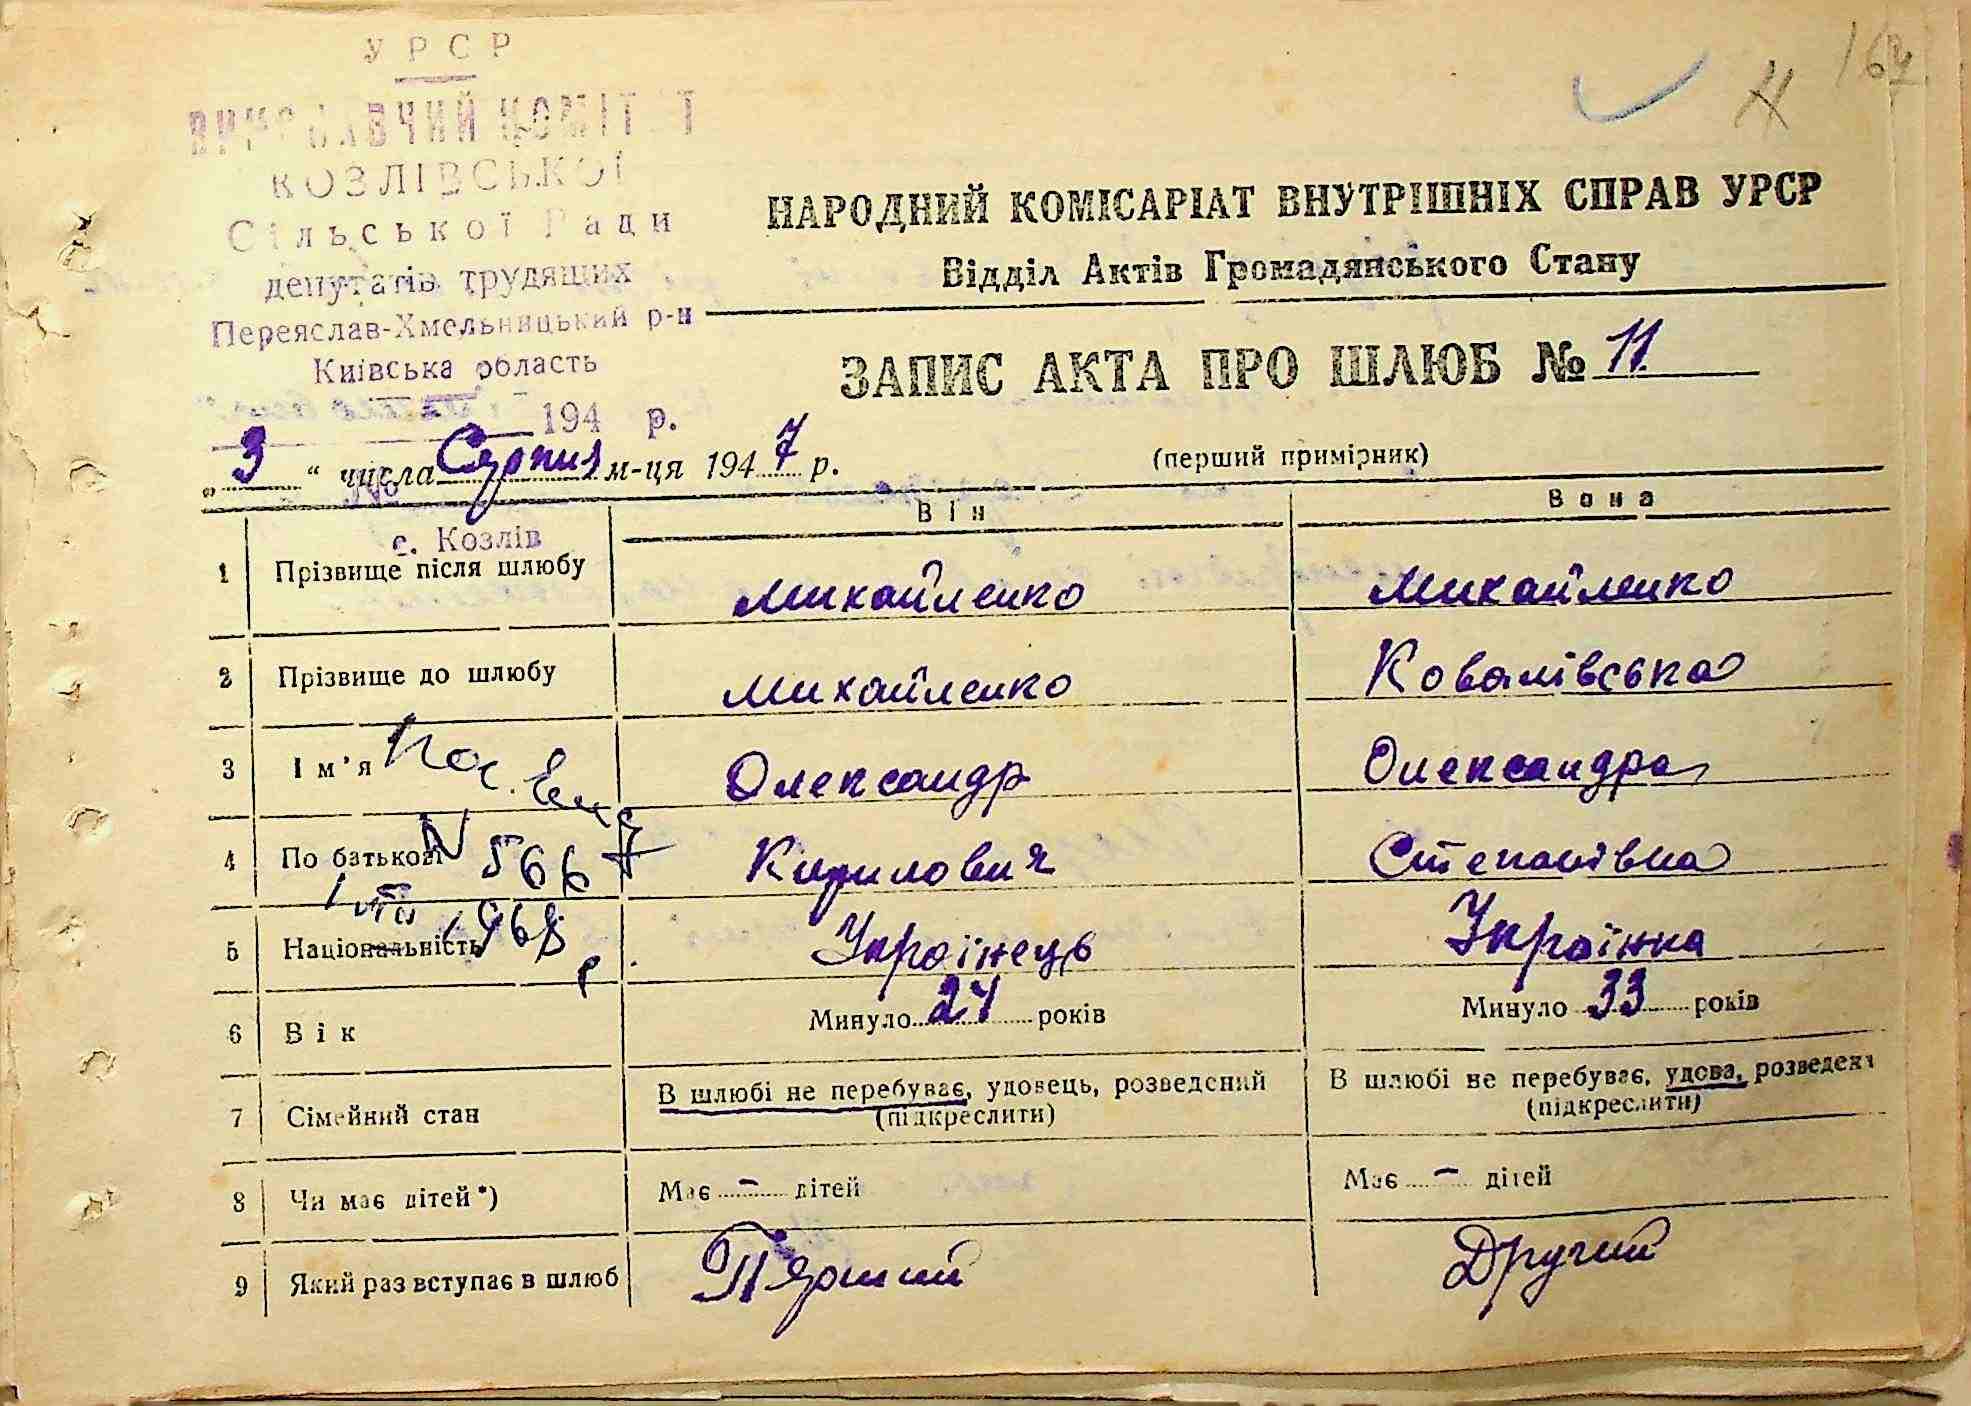 УРСР
ВИКОНАВЧИЙ КОМІТЕТ
КОЗЛІВСЬКОЇ
Сільської Ради
депутатів трудящих
Переяслав-Хмельницький р-н
Київська область
194 р.
№
с. Козлів
167
НАРОДНИЙ КОМІСАРІАТ ВНУТРІШНІХ СПРАВ УРСР
Відділ Актів Громадянського Стану
ЗАПИС АКТА ПРО ШЛЮБ № 11
„3“ числа Серпня м-ця 1947 р.
(перший примірник)
Він Вона
1 Прізвище після шлюбу Михайленко Михайленко
2 Прізвище до шлюбу Михайленко Ковалівська
3 Ім'я Олександр Олександра
4 По батькові Кирилович Степанівна
N 5667
1968 р.
5 Національність Українець Українка
6 Вік Минуло 24 років Минуло 33 років
7 Сімейний стан В шлюбі не перебуває, удовець, розведений В шлюбі не перебуває, удова, розведена
(підкреслити) (підкреслити)
8 Чи має дітей*) Має - дітей Має - дітей
9 Який раз вступає в шлюб Перший Другий